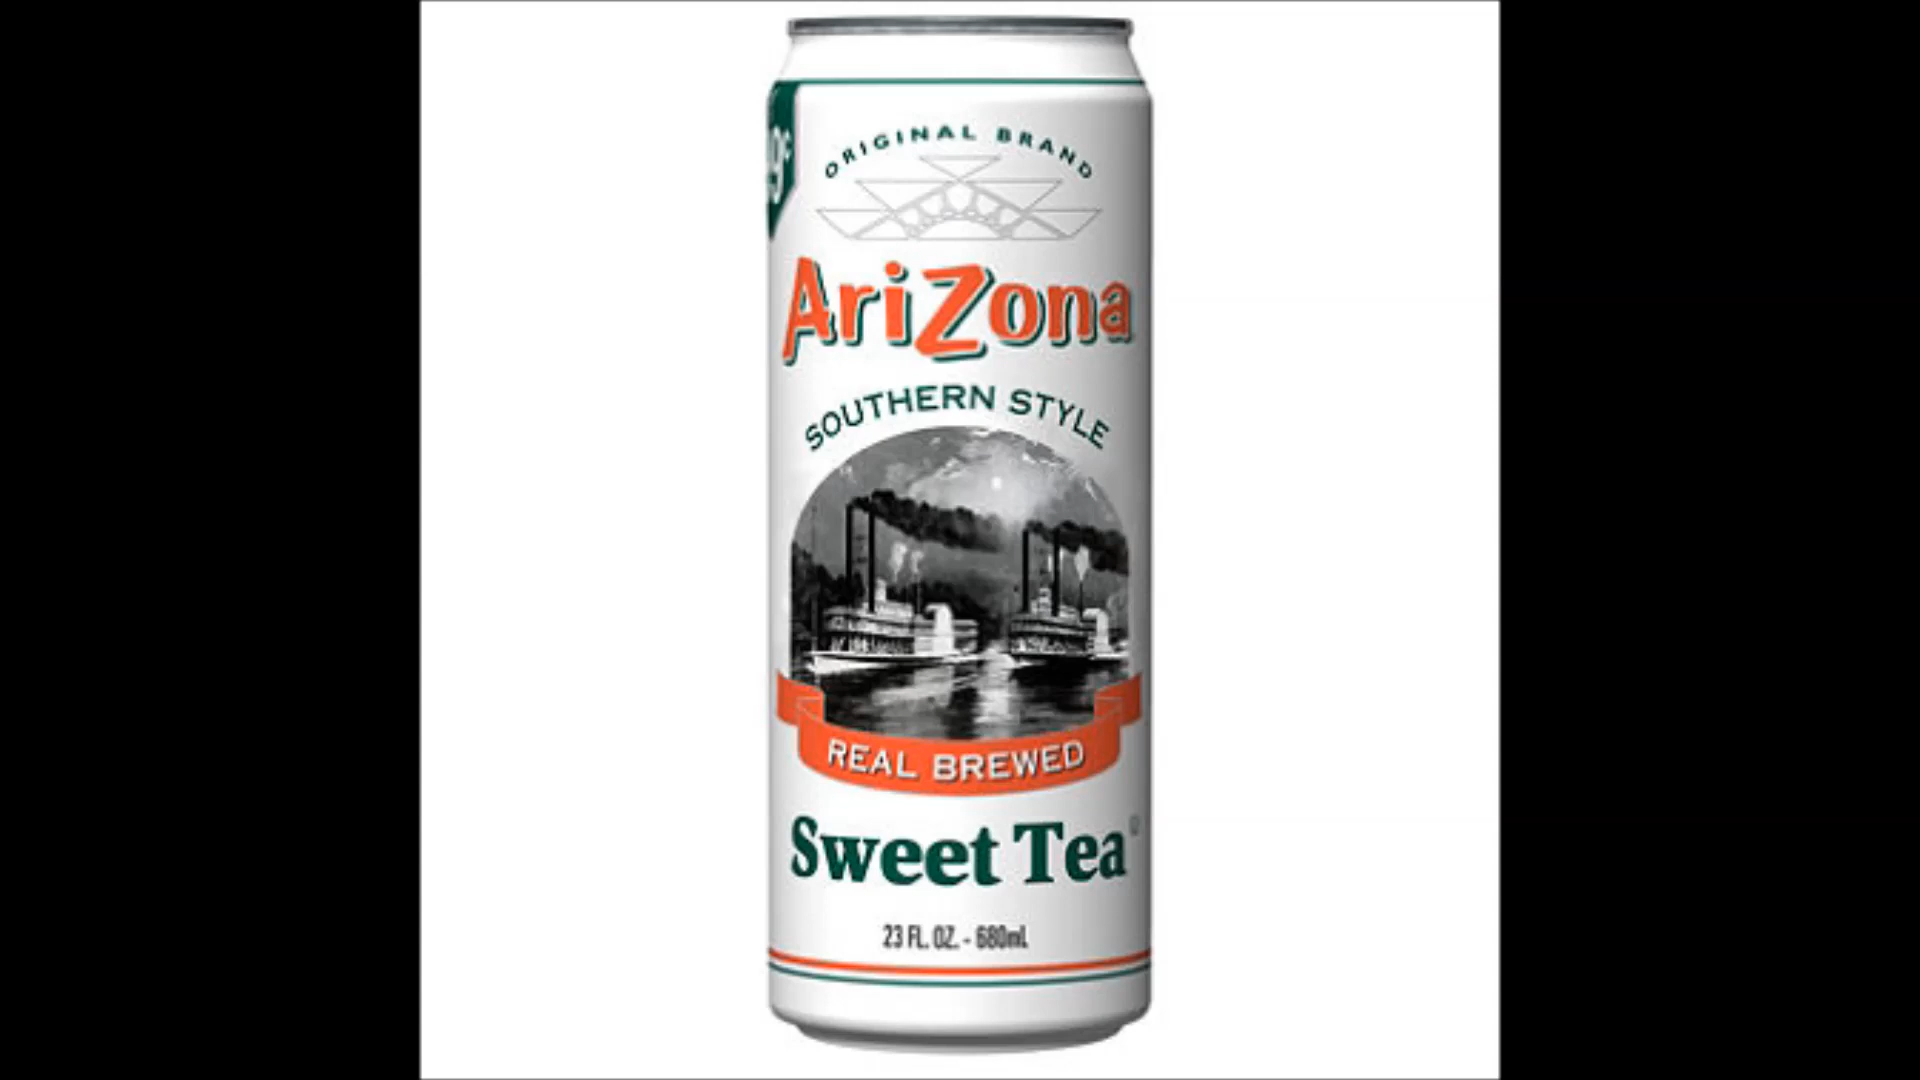 ORIGINAL BRAND
AriZona
SOUTHERN STYLE
REAL BREWED
Sweet Tea
23 FL. OZ. - 680mL